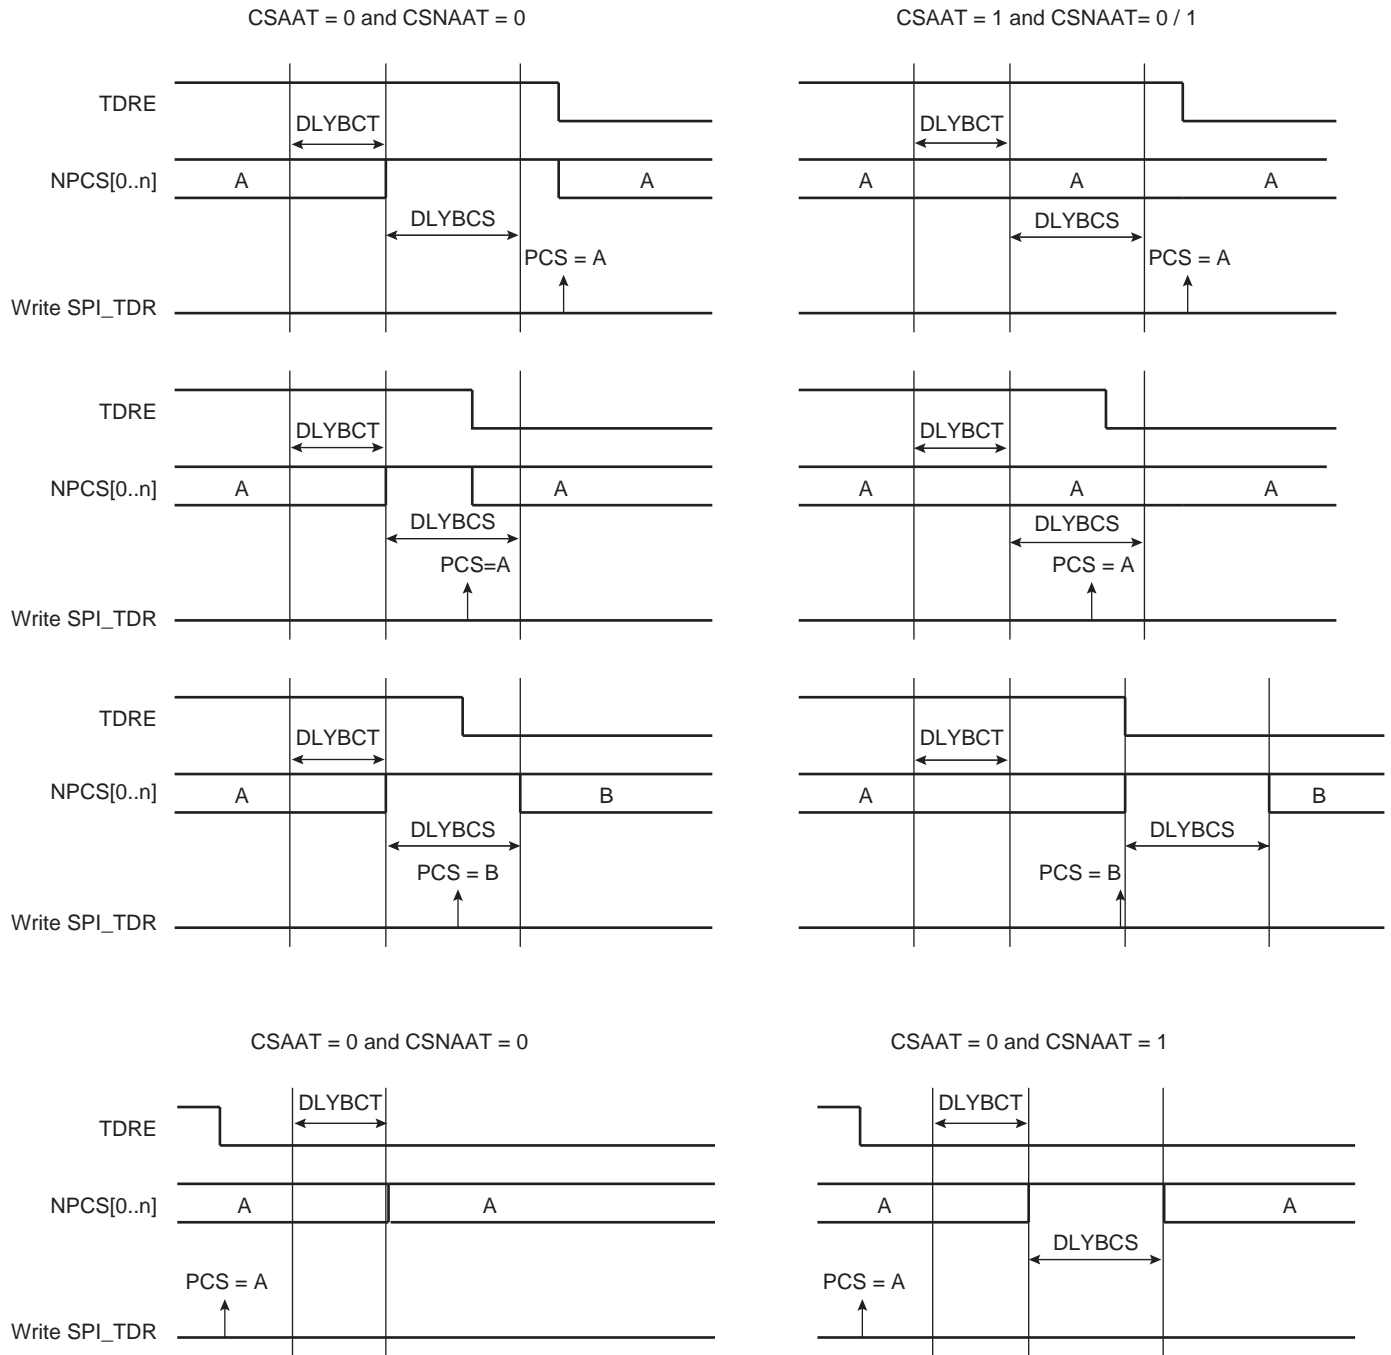 CSAAT = 0 and CSNAAT = 0
CSAAT = 1 and CSNAAT= 0 / 1
TDRE
DLYBCT
DLYBCT
NPCS[0..n]
A
A
A
A
A
DLYBCS
DLYBCS
PCS = A
PCS = A
Write SPI_TDR
TDRE
DLYBCT
DLYBCT
NPCS[0..n]
A
A
A
A
A
DLYBCS
DLYBCS
PCS=A
PCS = A
Write SPI_TDR
TDRE
DLYBCT
DLYBCT
NPCS[0..n]
A
B
A
B
DLYBCS
DLYBCS
PCS = B
PCS = B
Write SPI_TDR
CSAAT = 0 and CSNAAT = 0
CSAAT = 0 and CSNAAT = 1
DLYBCT
DLYBCT
TDRE
NPCS[0..n]
A
A
A
A
DLYBCS
PCS = A
PCS = A
Write SPI_TDR